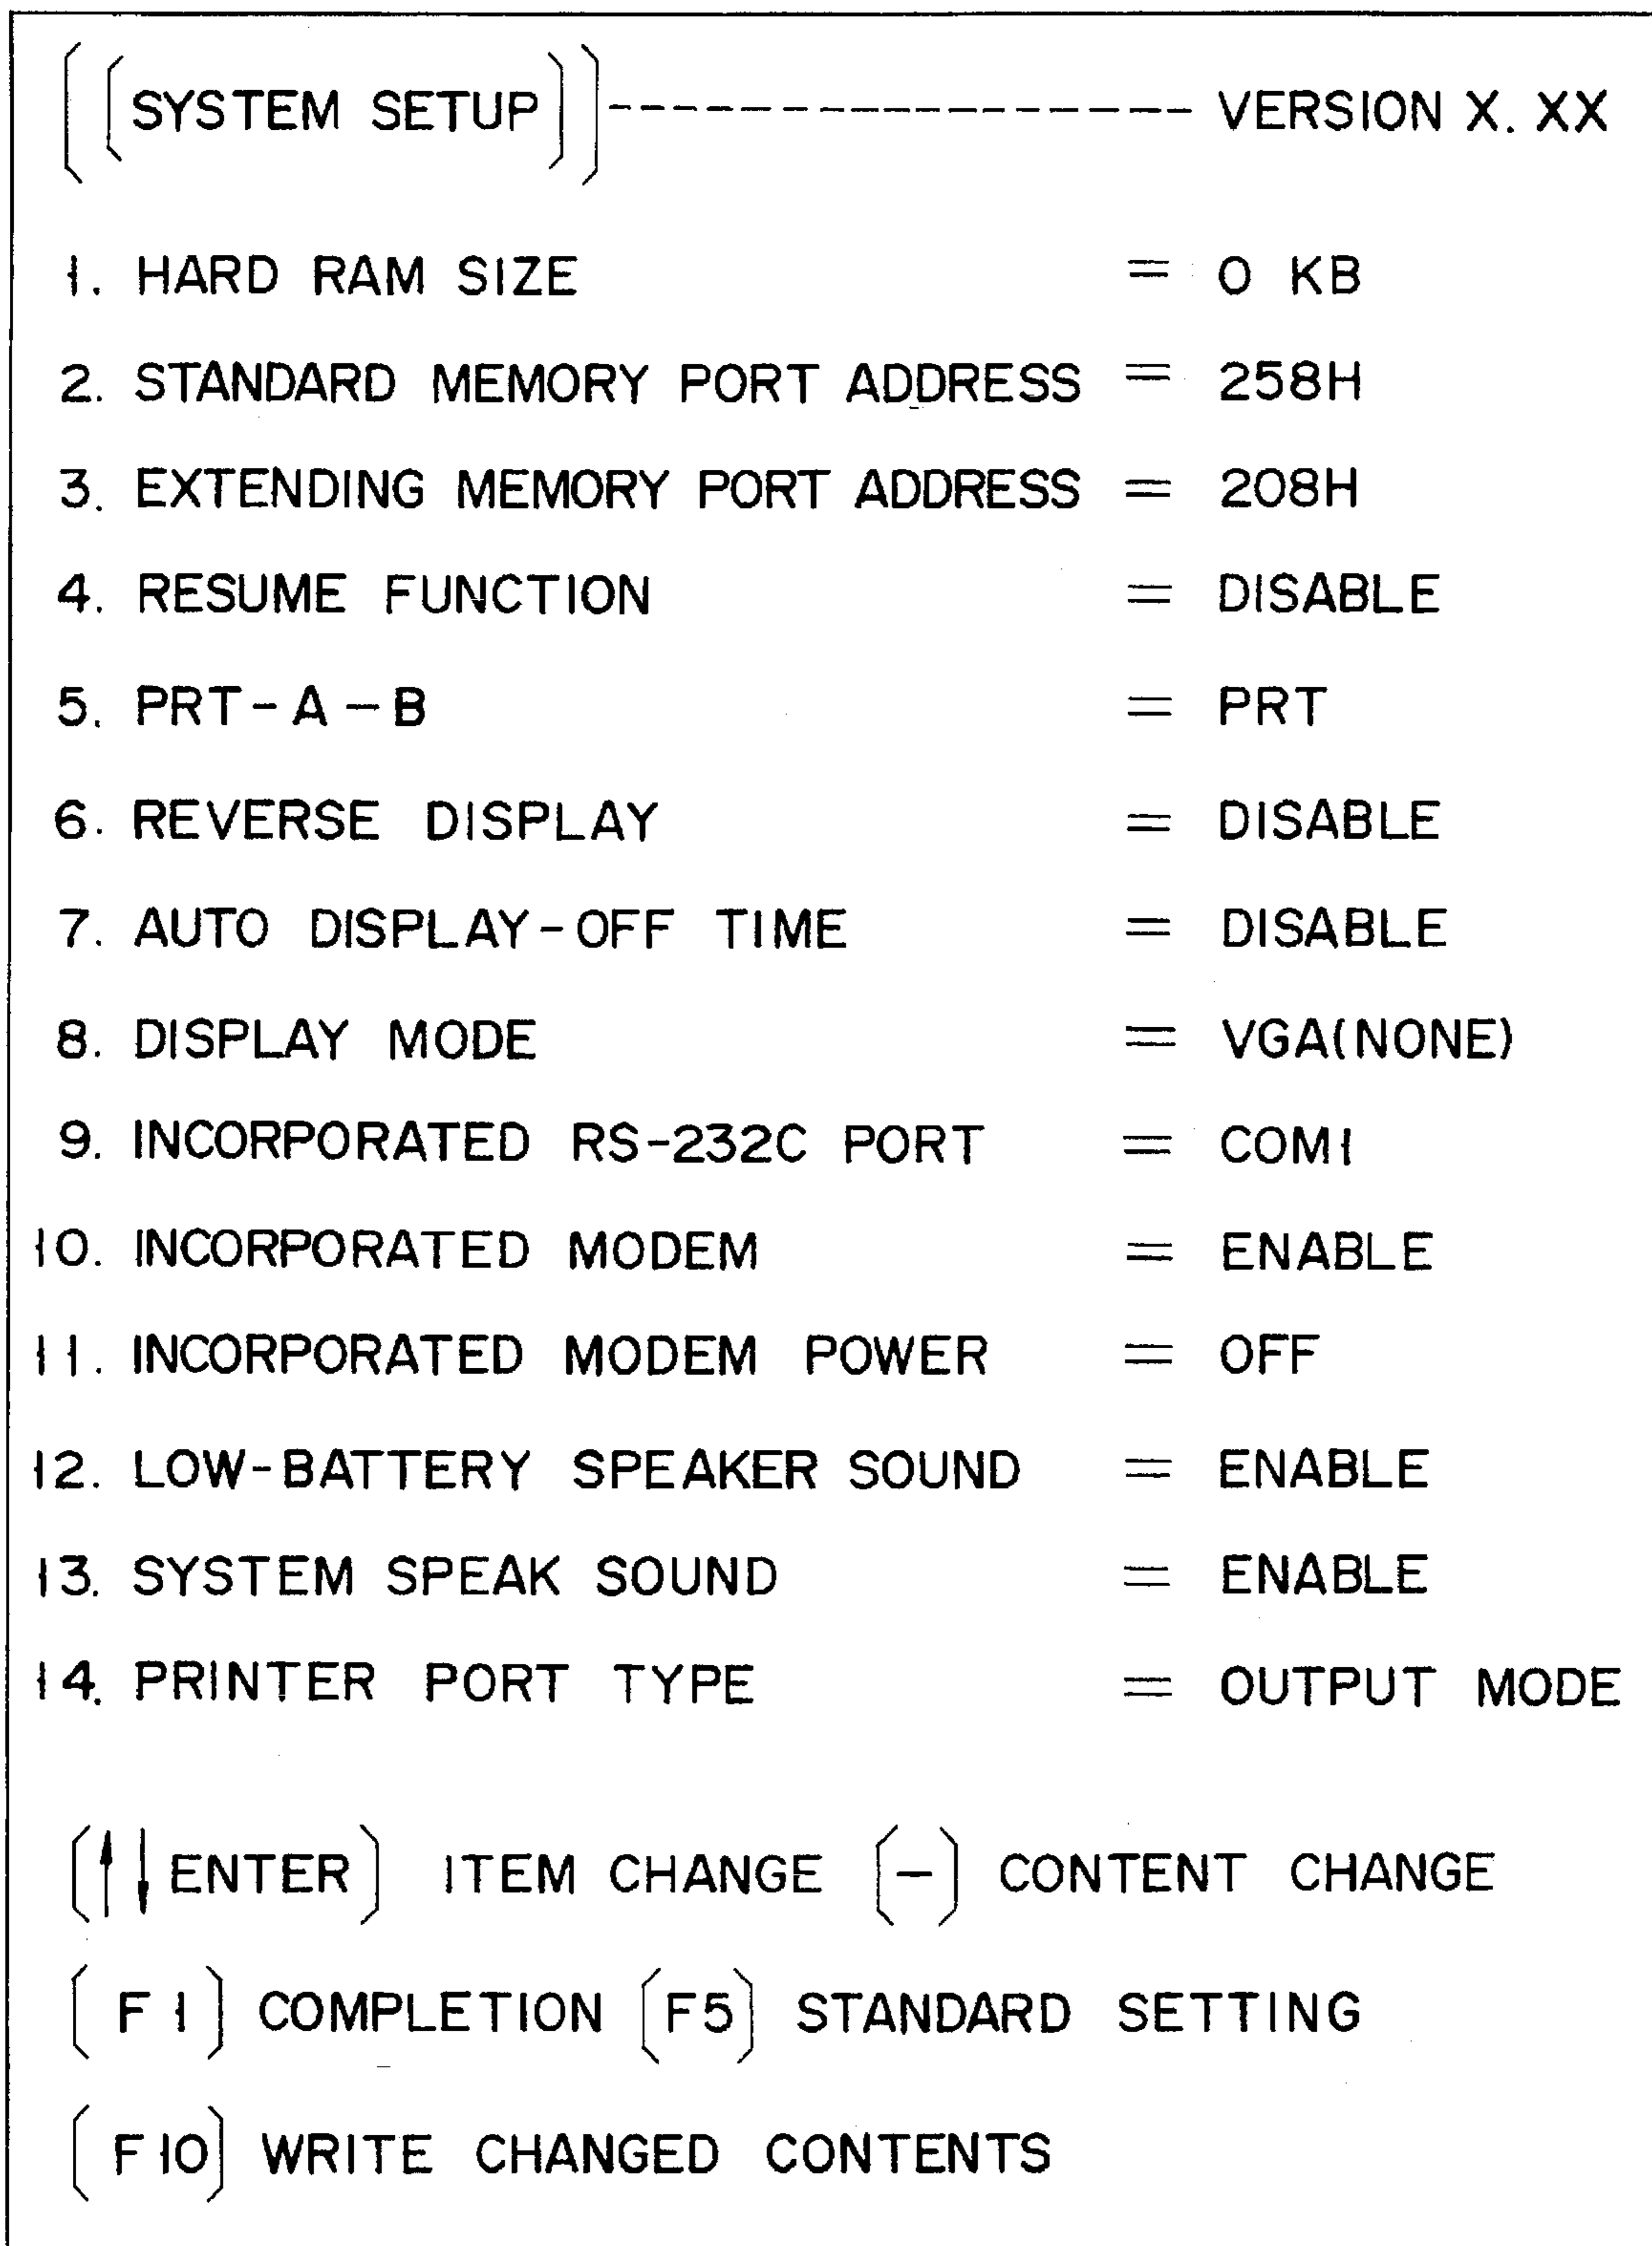 ((SYSTEM SETUP))----------------- VERSION X. XX
1. HARD RAM SIZE = 0 KB
2. STANDARD MEMORY PORT ADDRESS = 258H
3. EXTENDING MEMORY PORT ADDRESS = 208H
4. RESUME FUNCTION = DISABLE
5. PRT-A-B = PRT
6. REVERSE DISPLAY = DISABLE
7. AUTO DISPLAY-OFF TIME = DISABLE
8. DISPLAY MODE = VGA(NONE)
9. INCORPORATED RS-232C PORT = COM1
10. INCORPORATED MODEM = ENABLE
11. INCORPORATED MODEM POWER = OFF
12. LOW-BATTERY SPEAKER SOUND = ENABLE
13. SYSTEM SPEAK SOUND = ENABLE
14. PRINTER PORT TYPE = OUTPUT MODE
(↑↓ENTER) ITEM CHANGE (-) CONTENT CHANGE
(F1) COMPLETION (F5) STANDARD SETTING
(F10) WRITE CHANGED CONTENTS